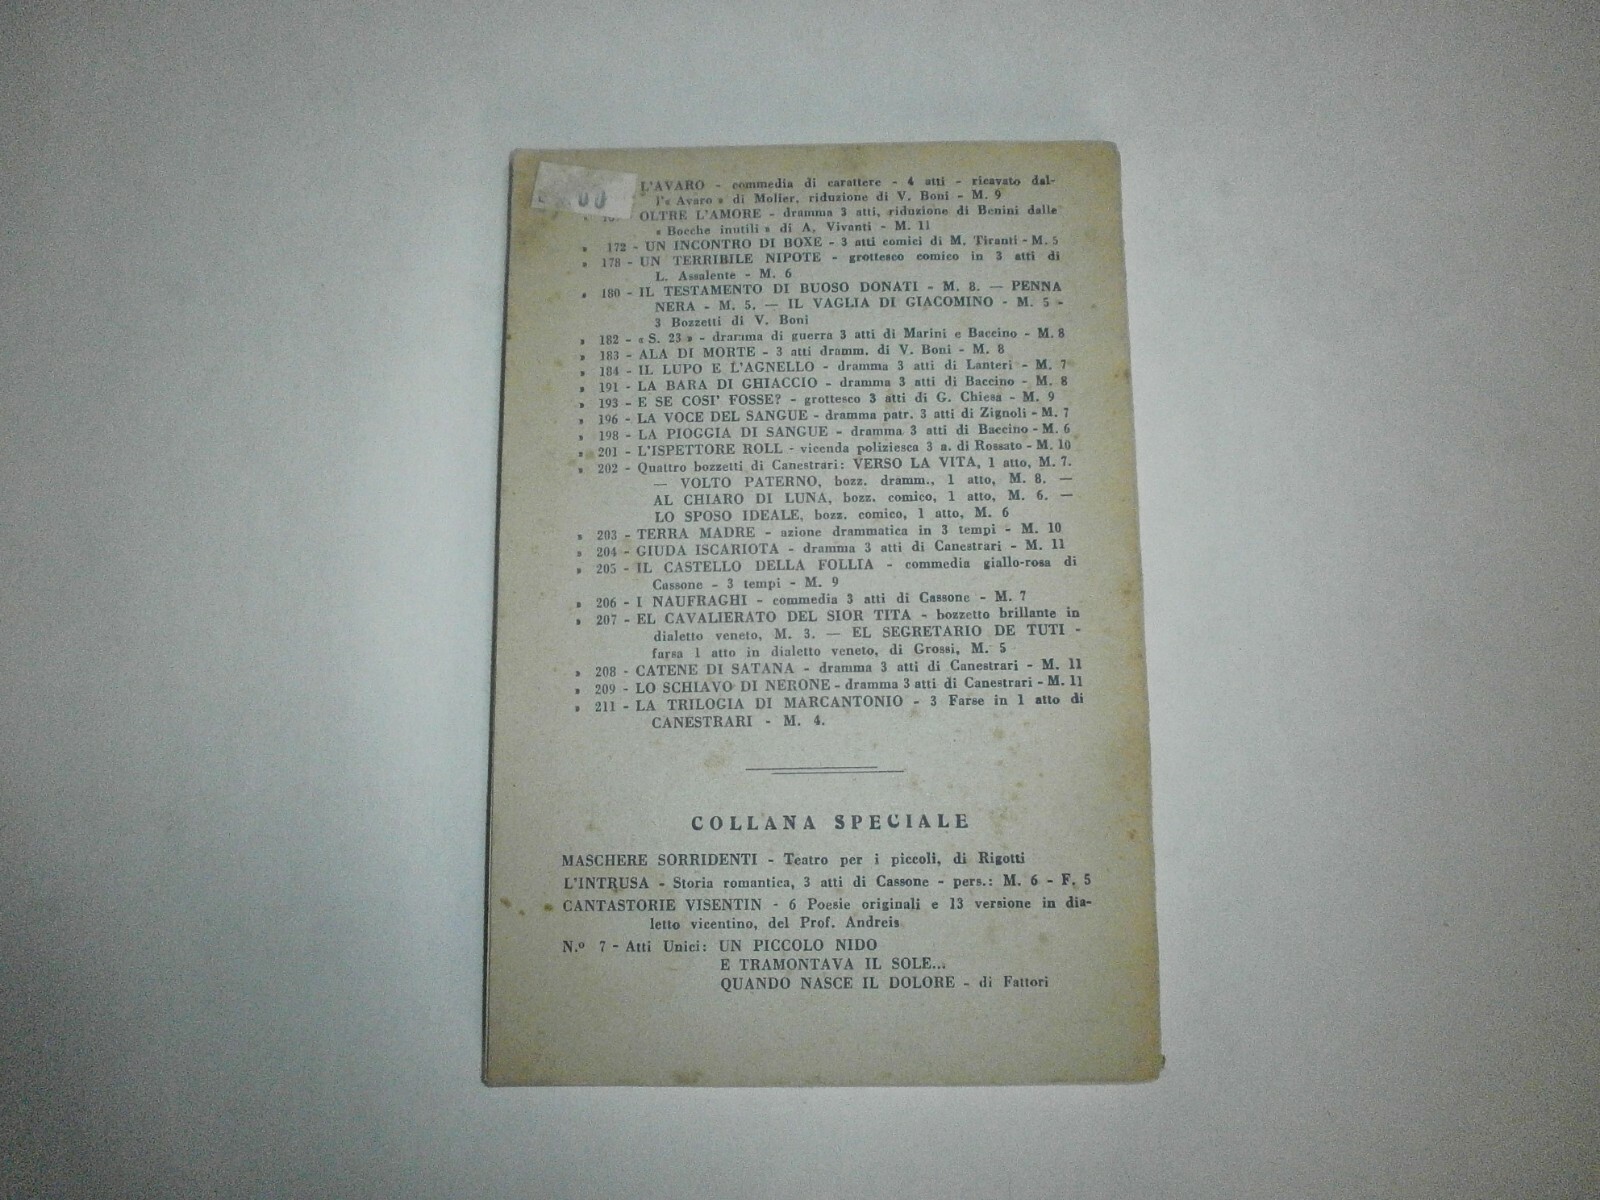 00
L'AVARO - commedia di carattere - 4 atti - ricavato dal-
l'« Avaro » di Molier, riduzione di V. Boni - M. 9
OLTRE L'AMORE - dramma 3 atti, riduzione di Benini dalle
« Bocche inutili » di A. Vivanti - M. 11
» 172 - UN INCONTRO DI BOXE - 3 atti comici di M. Tiranti - M. 5
» 178 - UN TERRIBILE NIPOTE - grottesco comico in 3 atti di
L. Assalente - M. 6
» 180 - IL TESTAMENTO DI BUOSO DONATI - M. 8. — PENNA
NERA - M. 5. — IL VAGLIA DI GIACOMINO - M. 5 -
3 Bozzetti di V. Boni
» 182 - « S. 23 » - dramma di guerra 3 atti di Marini e Baccino - M. 8
» 183 - ALA DI MORTE - 3 atti dramm. di V. Boni - M. 8
» 184 - IL LUPO E L'AGNELLO - dramma 3 atti di Lanteri - M. 7
» 191 - LA BARA DI GHIACCIO - dramma 3 atti di Baccino - M. 8
» 193 - E SE COSI' FOSSE? - grottesco 3 atti di G. Chiesa - M. 9
» 196 - LA VOCE DEL SANGUE - dramma patr. 3 atti di Zignoli - M. 7
» 198 - LA PIOGGIA DI SANGUE - dramma 3 atti di Baccino - M. 6
» 201 - L'ISPETTORE ROLL - vicenda poliziesca 3 a. di Rossato - M. 10
» 202 - Quattro bozzetti di Canestrari: VERSO LA VITA, 1 atto, M. 7.
— VOLTO PATERNO, bozz. dramm., 1 atto, M. 8. —
AL CHIARO DI LUNA, bozz. comico, 1 atto, M. 6. —
LO SPOSO IDEALE, bozz. comico, 1 atto, M. 6
» 203 - TERRA MADRE - azione drammatica in 3 tempi - M. 10
» 204 - GIUDA ISCARIOTA - dramma 3 atti di Canestrari - M. 11
» 205 - IL CASTELLO DELLA FOLLIA - commedia giallo-rosa di
Cassone - 3 tempi - M. 9
» 206 - I NAUFRAGHI - commedia 3 atti di Cassone - M. 7
» 207 - EL CAVALIERATO DEL SIOR TITA - bozzetto brillante in
dialetto veneto, M. 3. — EL SEGRETARIO DE TUTI -
farsa 1 atto in dialetto veneto, di Grossi, M. 5
» 208 - CATENE DI SATANA - dramma 3 atti di Canestrari - M. 11
» 209 - LO SCHIAVO DI NERONE - dramma 3 atti di Canestrari - M. 11
» 211 - LA TRILOGIA DI MARCANTONIO - 3 Farse in 1 atto di
CANESTRARI - M. 4.
COLLANA SPECIALE
MASCHERE SORRIDENTI - Teatro per i piccoli, di Rigotti
L'INTRUSA - Storia romantica, 3 atti di Cassone - pers.: M. 6 - F. 5
CANTASTORIE VISENTIN - 6 Poesie originali e 13 versione in dia-
letto vicentino, del Prof. Andreis
N.º 7 - Atti Unici: UN PICCOLO NIDO
E TRAMONTAVA IL SOLE...
QUANDO NASCE IL DOLORE - di Fattori